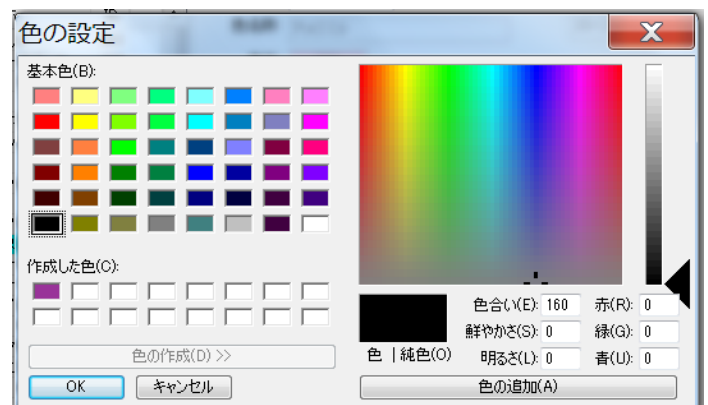 色の設定
基本色(B):
作成した色(C):
色の作成(D) >>
OK
キャンセル
色 | 純色(O)
色合い(E): 160
赤(R): 0
鮮やかさ(S): 0
緑(G): 0
明るさ(L): 0
青(U): 0
色の追加(A)